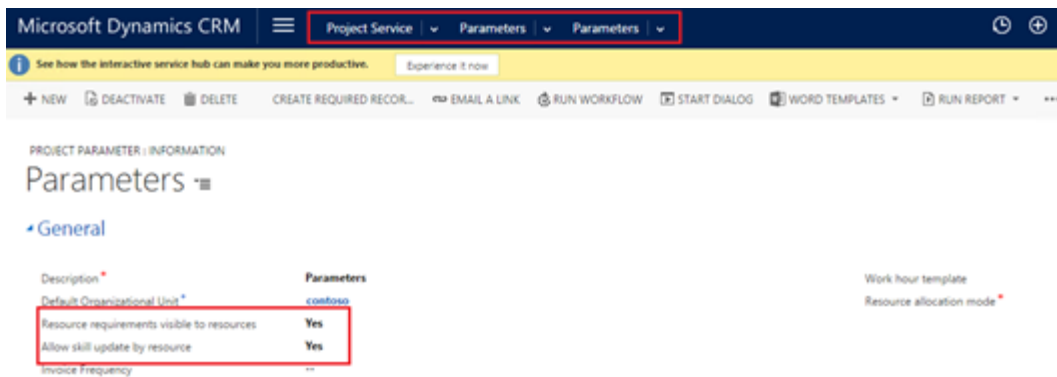 Microsoft Dynamics CRM Project Service Parameters Parameters
See how the interactive service hub can make you more productive. Experience it now
NEW DEACTIVATE DELETE CREATE REQUIRED RECOR... EMAIL A LINK RUN WORKFLOW START DIALOG WORD TEMPLATES RUN REPORT ...
PROJECT PARAMETER : INFORMATION
Parameters
General
Description * Parameters Work hour template
Default Organizational Unit * contoso Resource allocation mode *
Resource requirements visible to resources Yes
Allow skill update by resource Yes
Invoice Frequency --